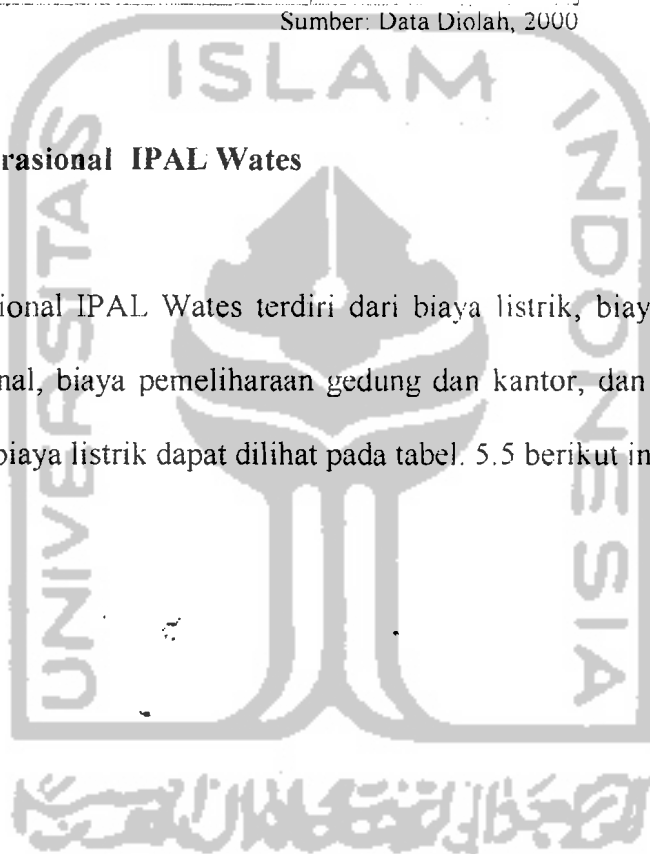 Sumber: Data Diolah, 2000
ISLAM
UNIVERSITAS
INDONESIA
rasional IPAL Wates
ional IPAL Wates terdiri dari biaya listrik, biay
nal, biaya pemeliharaan gedung dan kantor, dan
biaya listrik dapat dilihat pada tabel. 5.5 berikut in